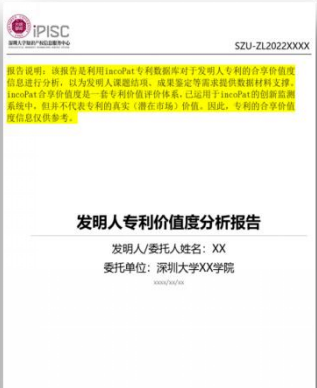 iPISC
深圳大学知识产权信息服务中心
SZU-ZL2022XXXX
报告说明：该报告是利用incoPat专利数据库对于发明人专利的合享价值度
信息进行分析，以为发明人课题结项、成果鉴定等需求提供数据材料支撑。
incoPat合享价值度是一套专利价值评价体系，已运用于incoPat的创新监测
系统中，但并不代表专利的真实（潜在市场）价值。因此，专利的合享价值
度信息仅供参考。
发明人专利价值度分析报告
发明人/委托人姓名：XX
委托单位：深圳大学XX学院
xxxx/xx/xx